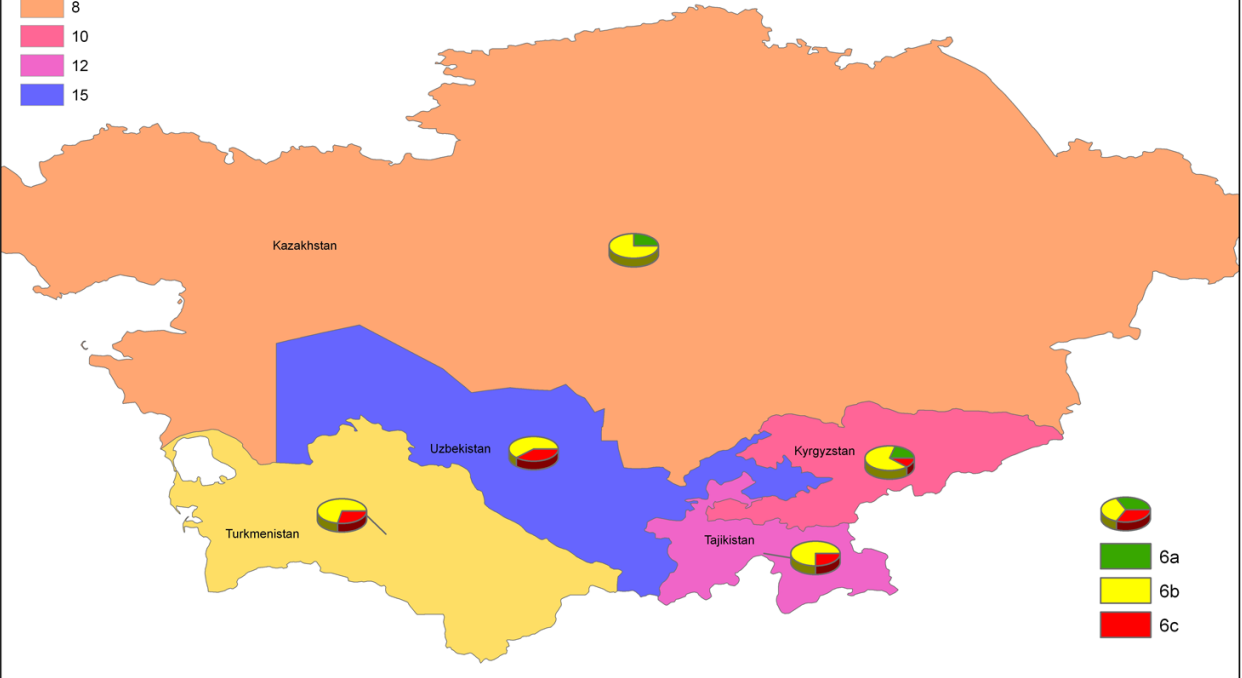 8
10
12
15
Kazakhstan
Uzbekistan
Kyrgyzstan
Turkmenistan
Tajikistan
6a
6b
6c